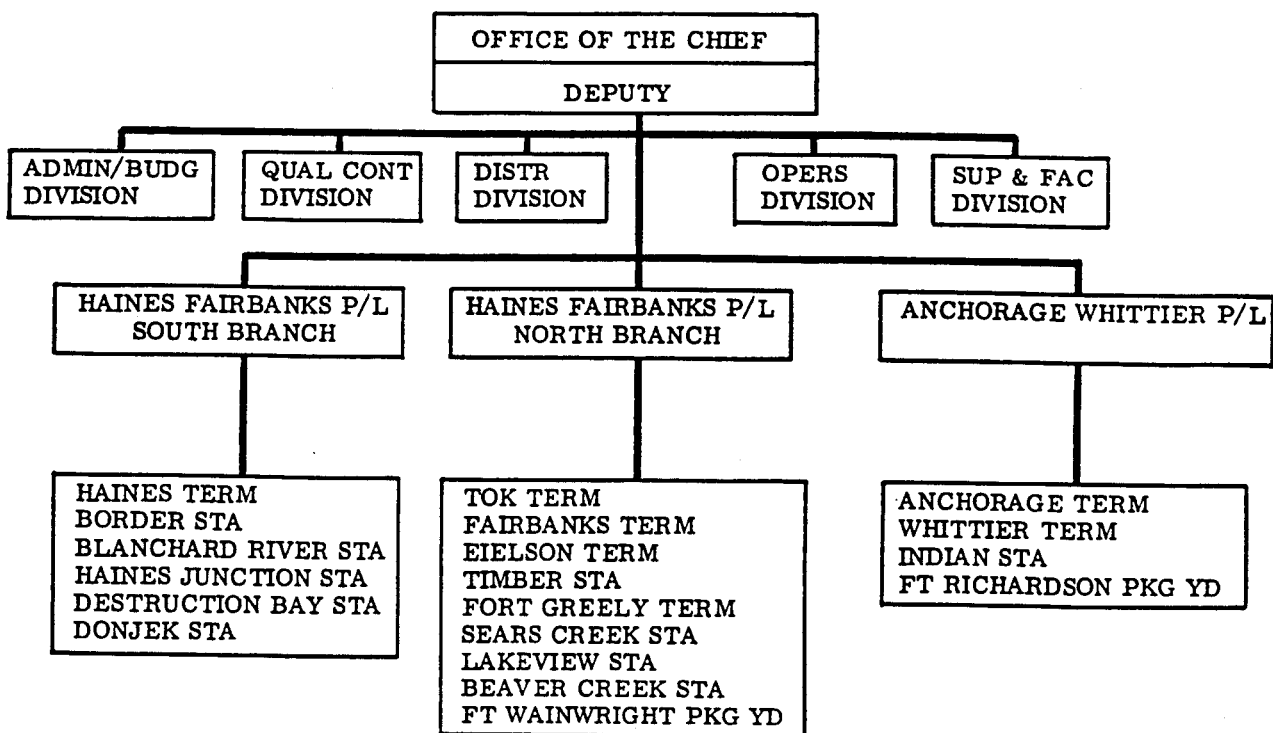 OFFICE OF THE CHIEF
DEPUTY
ADMIN/BUDG
DIVISION
QUAL CONT
DIVISION
DISTR
DIVISION
OPERS
DIVISION
SUP & FAC
DIVISION
HAINES FAIRBANKS P/L
SOUTH BRANCH
HAINES FAIRBANKS P/L
NORTH BRANCH
ANCHORAGE WHITTIER P/L
HAINES TERM
BORDER STA
BLANCHARD RIVER STA
HAINES JUNCTION STA
DESTRUCTION BAY STA
DONJEK STA
TOK TERM
FAIRBANKS TERM
EIELSON TERM
TIMBER STA
FORT GREELY TERM
SEARS CREEK STA
LAKEVIEW STA
BEAVER CREEK STA
FT WAINWRIGHT PKG YD
ANCHORAGE TERM
WHITTIER TERM
INDIAN STA
FT RICHARDSON PKG YD